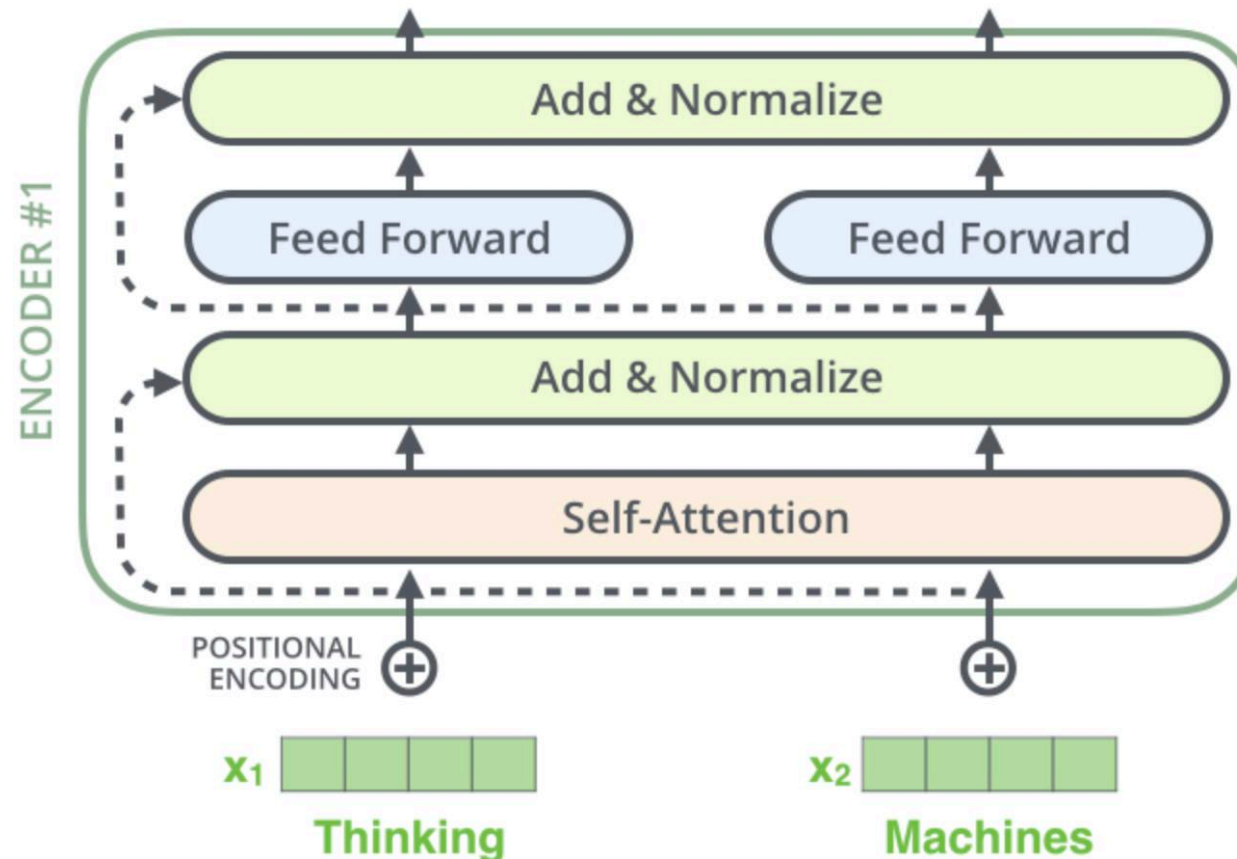 ENCODER #1
Add & Normalize
Feed Forward
Feed Forward
Add & Normalize
Self-Attention
POSITIONAL
ENCODING
x₁
x₂
Thinking
Machines